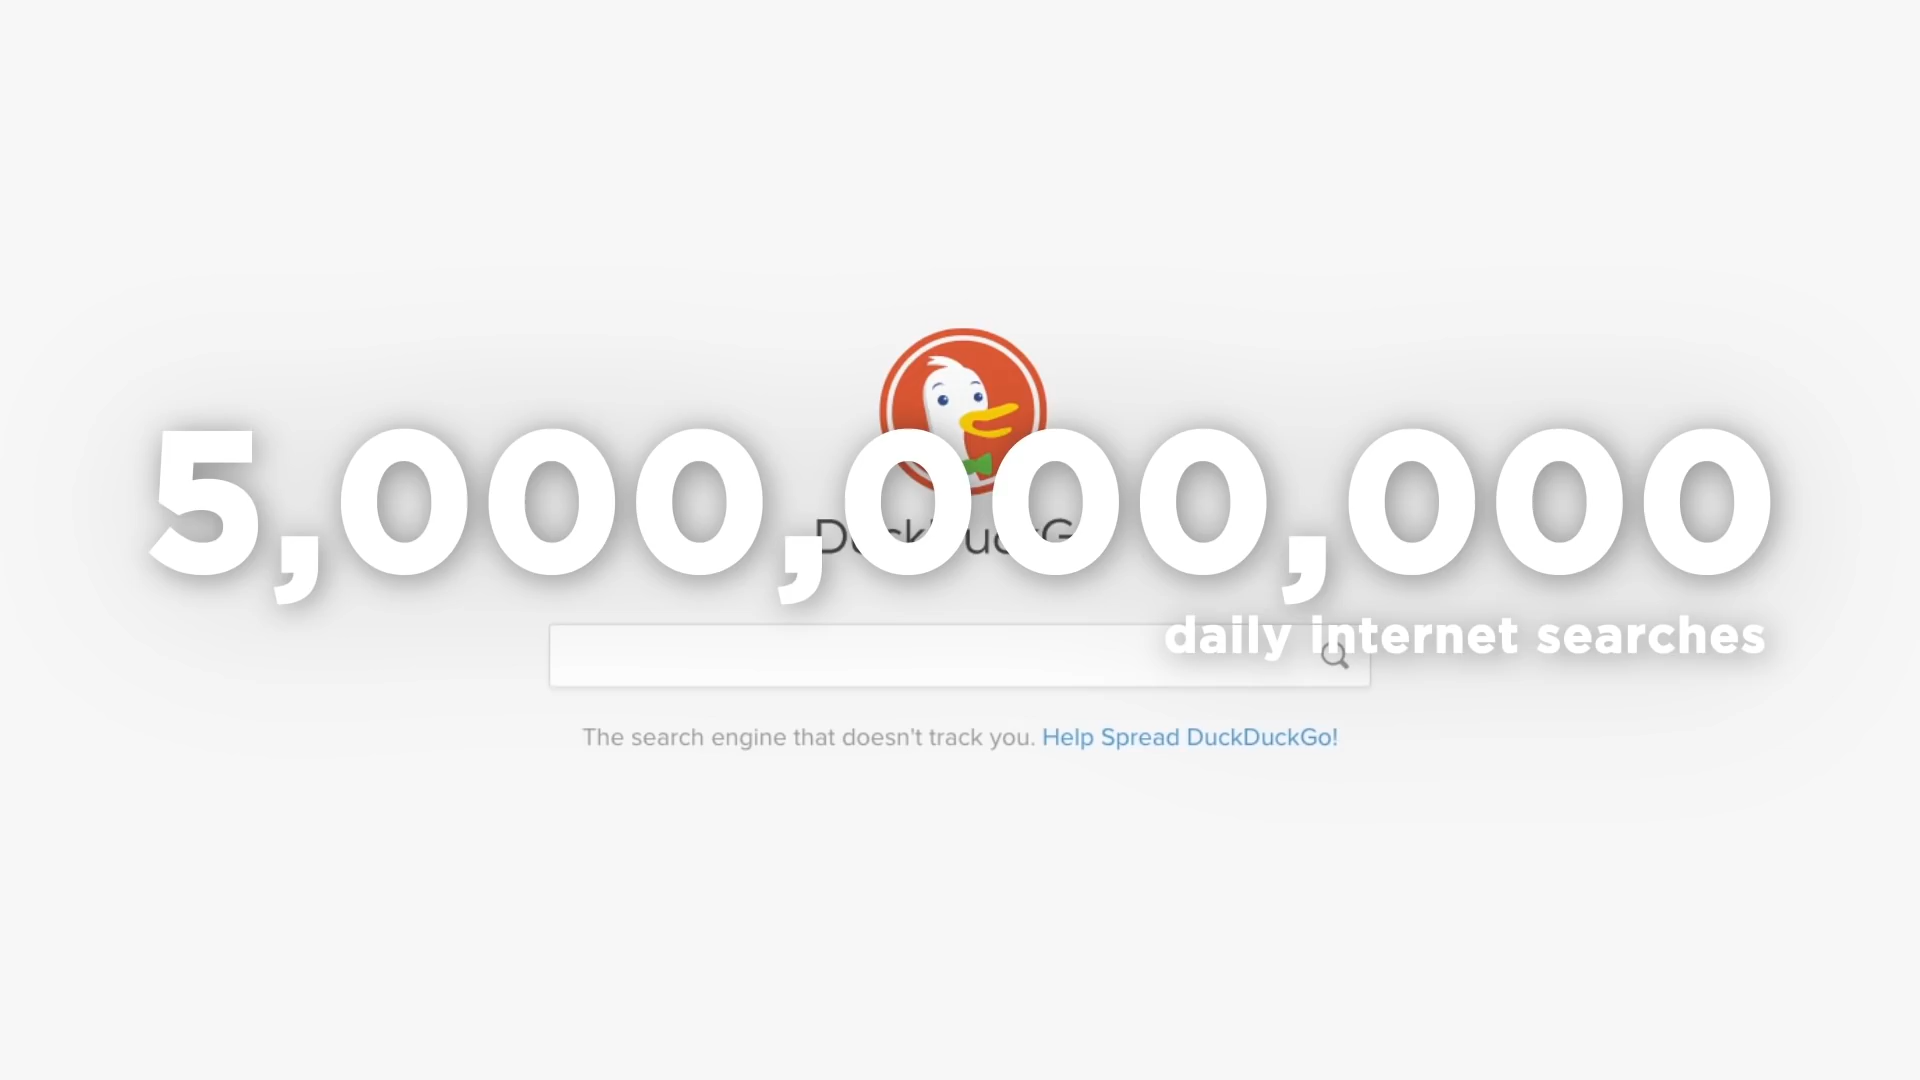 5,000,000,000
daily internet searches
The search engine that doesn't track you. Help Spread DuckDuckGo!